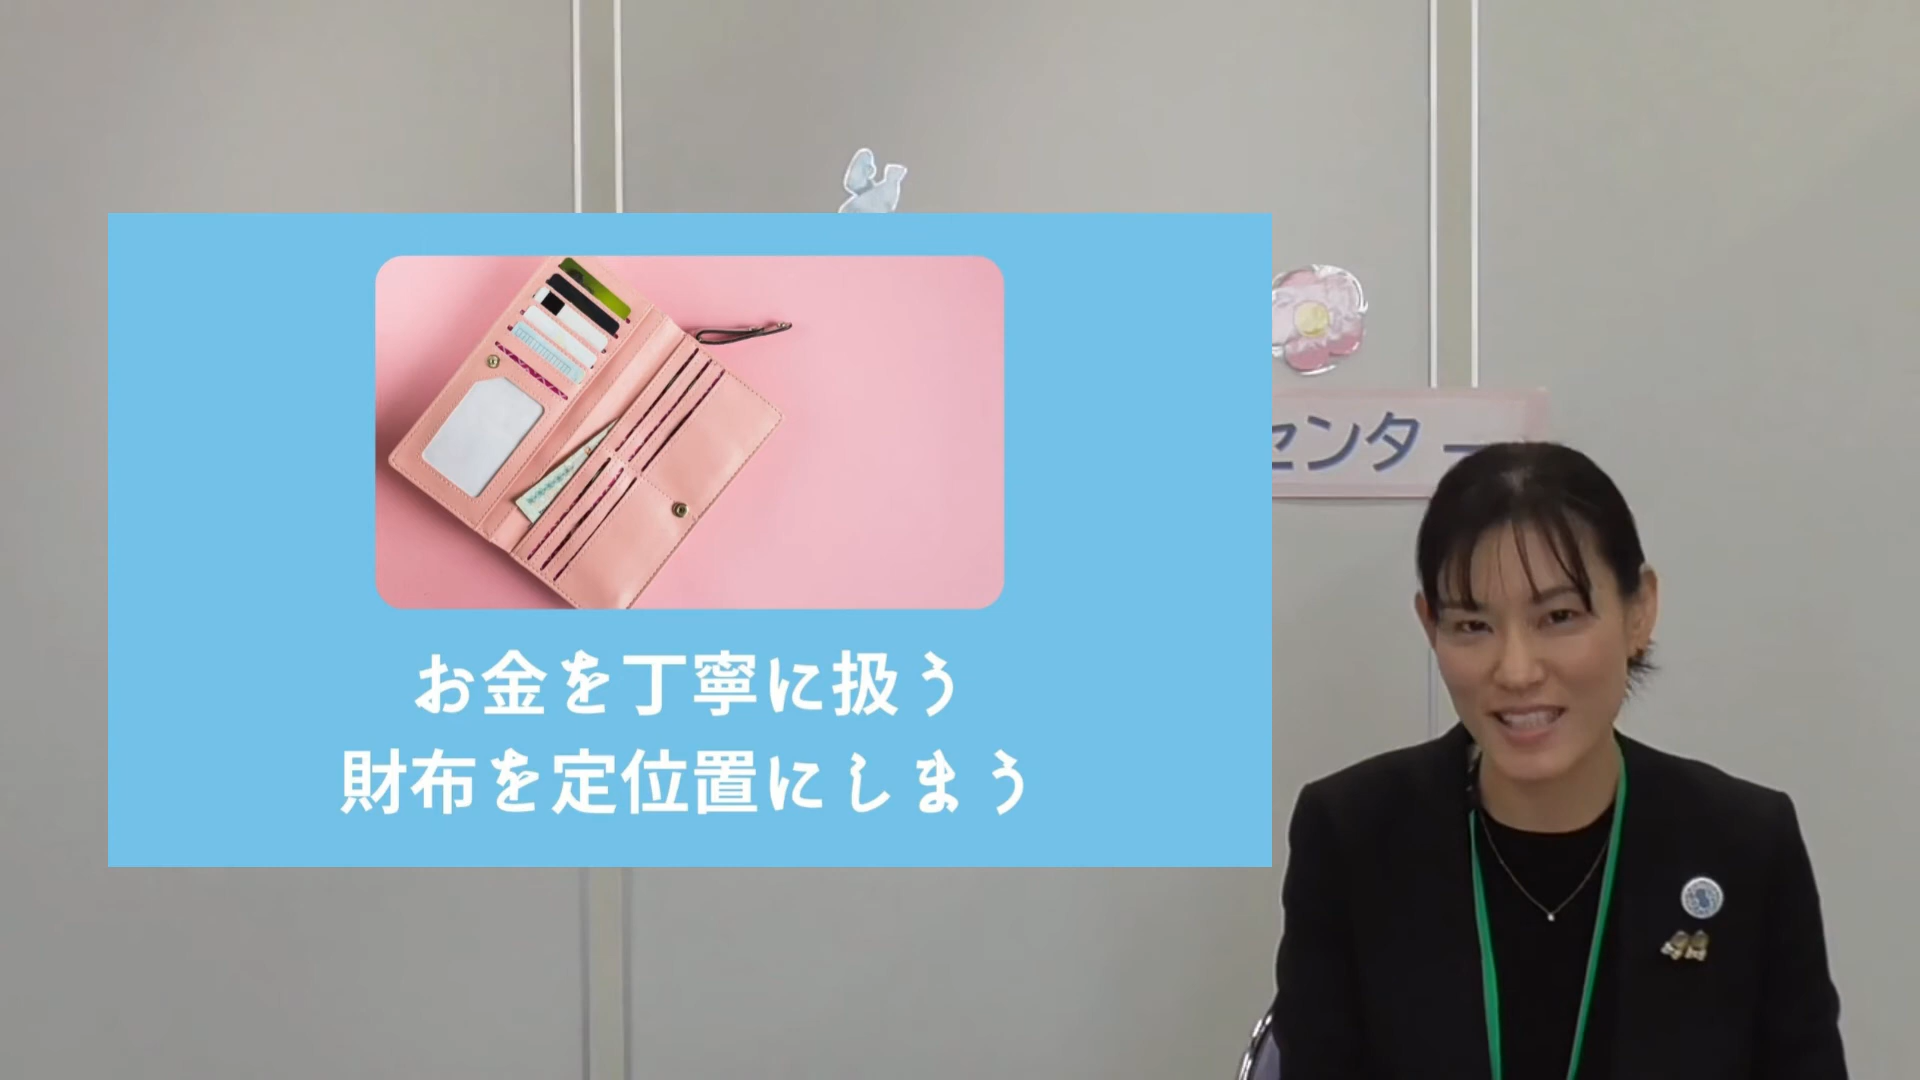 センター
お金を丁寧に扱う
財布を定位置にしまう